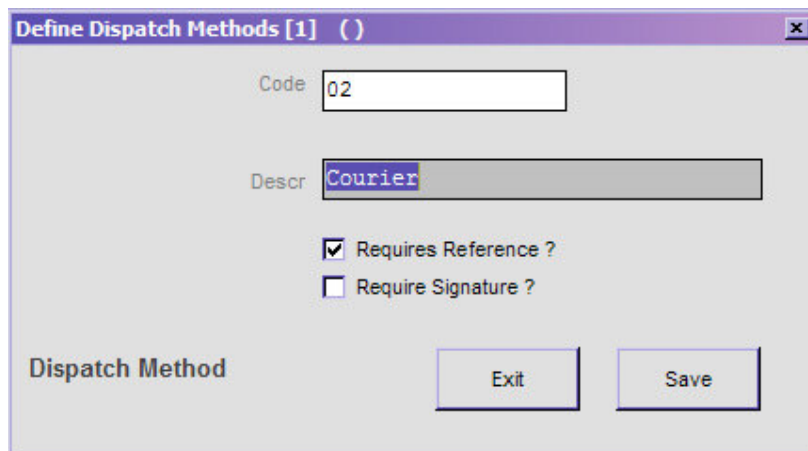 Define Dispatch Methods [1] ( )
Code 02
Descr Courier
Requires Reference ?
Require Signature ?
Dispatch Method Exit Save